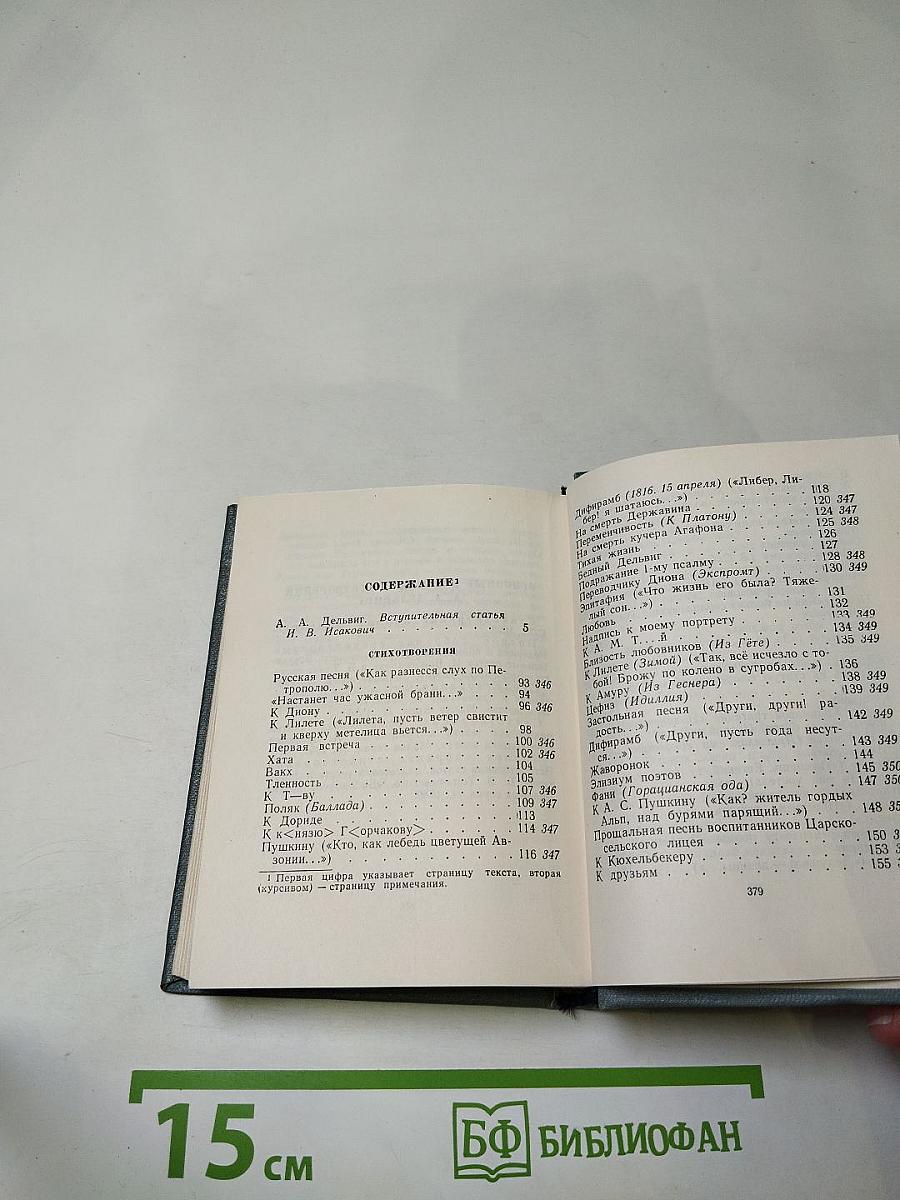 СОДЕРЖАНИЕ¹
А. А. Дельвиг. Вступительная статья
И. В. Исакович . . . . . . . . . 5
СТИХОТВОРЕНИЯ
Русская песня («Как разнесся слух по Пе-
трополю...») . . . . . . . . . 93 346
«Настанет час ужасной брани...» . . . 94
К Диону . . . . . . . . . . . 96 346
К Лилете («Лилета, пусть ветер свистит
и кверху метелица вьется...») . . . . 98
Первая встреча . . . . . . . . . 100 346
Хата . . . . . . . . . . . . 102 346
Вакх . . . . . . . . . . . . 104
Тленность . . . . . . . . . . 105
К Т—ву . . . . . . . . . . . 107 346
Поляк (Баллада) . . . . . . . . 109 347
К Дориде . . . . . . . . . . . 113
К к<нязю> Г<орчакову> . . . . . . 114 347
Пушкину («Кто, как лебедь цветущей Ав-
зонии...») . . . . . . . . . . 116 347
¹ Первая цифра указывает страницу текста, вторая
(курсивом) — страницу примечания.
Дифирамб (1816. 15 апреля) («Либер, Ли-
бер! я шатаюсь...») . . . . . . . 118
На смерть Державина . . . . . . . 120 347
Переменчивость (К Платону) . . . . . 124 347
На смерть кучера Агафона . . . . . 125 348
Тихая жизнь . . . . . . . . . 126
Бедный Дельвиг . . . . . . . . 127
Подражание 1-му псалму . . . . . . 128 348
Переводчику Диона (Экспромт) . . . . 130 349
Эпитафия («Что жизнь его была? Тяже-
лый сон...») . . . . . . . . . 131
Любовь . . . . . . . . . . . 132
Надпись к моему портрету . . . . . 133 349
К А. М. Т....й . . . . . . . . 134 349
Близость любовников (Из Гёте) . . . . 135 349
К Лилете (Зимой) («Так, всё исчезло с то-
бой! Брожу по колено в сугробах...») . 136
К Амуру (Из Геснера) . . . . . . . 138 349
Цефиз (Идиллия) . . . . . . . . 139 349
Застольная песня («Други, други! ра-
дость...») . . . . . . . . . . 142 349
Дифирамб («Други, пусть года несут-
ся...») . . . . . . . . . . . 143 349
Жаворонок . . . . . . . . . . 144
Элизиум поэтов . . . . . . . . . 145 350
Фани (Горацианская ода) . . . . . . 147 350
К А. С. Пушкину («Как? житель гордых
Альп, над бурями парящий...») . . . 148 35
Прощальная песнь воспитанников Царско-
сельского лицея . . . . . . . . 150 3
К Кюхельбекеру . . . . . . . . . 153 3
К друзьям . . . . . . . . . . 155
379
15 см
БФ БИБЛИОФАН